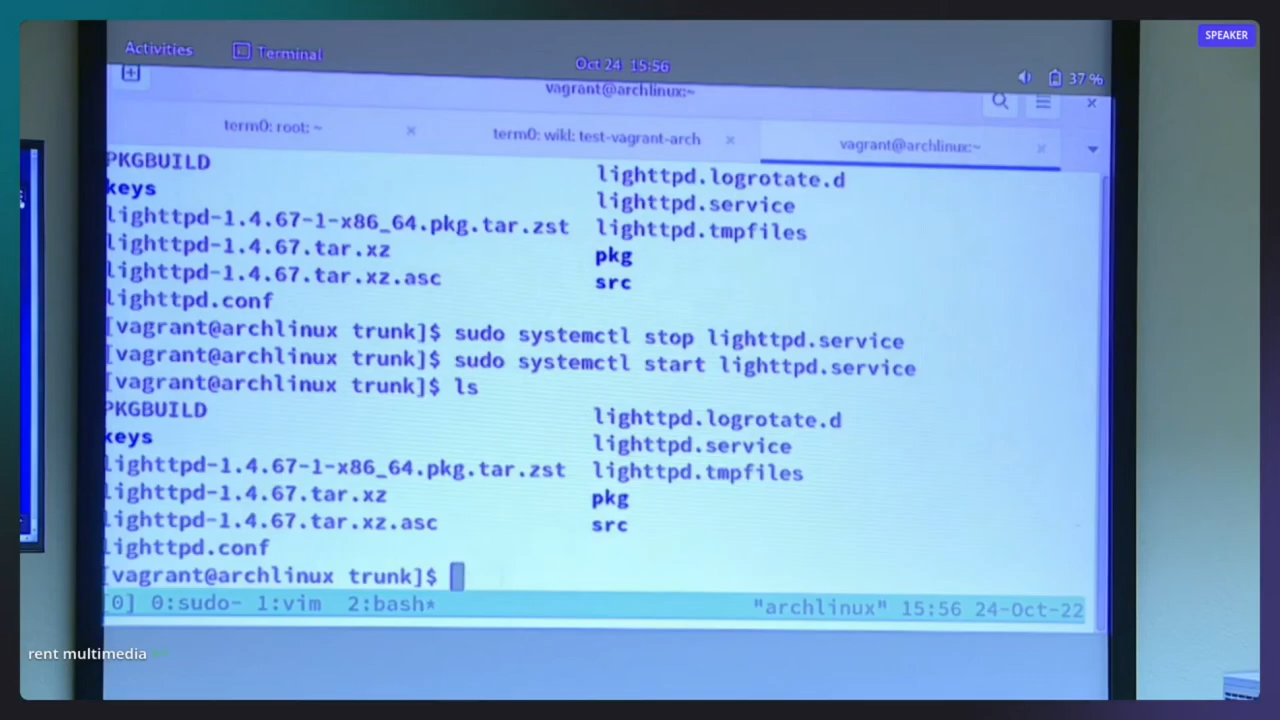 SPEAKER
Activities Terminal
Oct 24 15:56
37 %
vagrant@archlinux:~
term0: root: ~ × term0: wiki: test-vagrant-arch × vagrant@archlinux:~ ×
PKGBUILD lighttpd.logrotate.d
keys lighttpd.service
lighttpd-1.4.67-1-x86_64.pkg.tar.zst lighttpd.tmpfiles
lighttpd-1.4.67.tar.xz pkg
lighttpd-1.4.67.tar.xz.asc src
lighttpd.conf
[vagrant@archlinux trunk]$ sudo systemctl stop lighttpd.service
[vagrant@archlinux trunk]$ sudo systemctl start lighttpd.service
[vagrant@archlinux trunk]$ ls
PKGBUILD lighttpd.logrotate.d
keys lighttpd.service
lighttpd-1.4.67-1-x86_64.pkg.tar.zst lighttpd.tmpfiles
lighttpd-1.4.67.tar.xz pkg
lighttpd-1.4.67.tar.xz.asc src
lighttpd.conf
[vagrant@archlinux trunk]$
[0] 0:sudo- 1:vim 2:bash* "archlinux" 15:56 24-Oct-22
rent multimedia